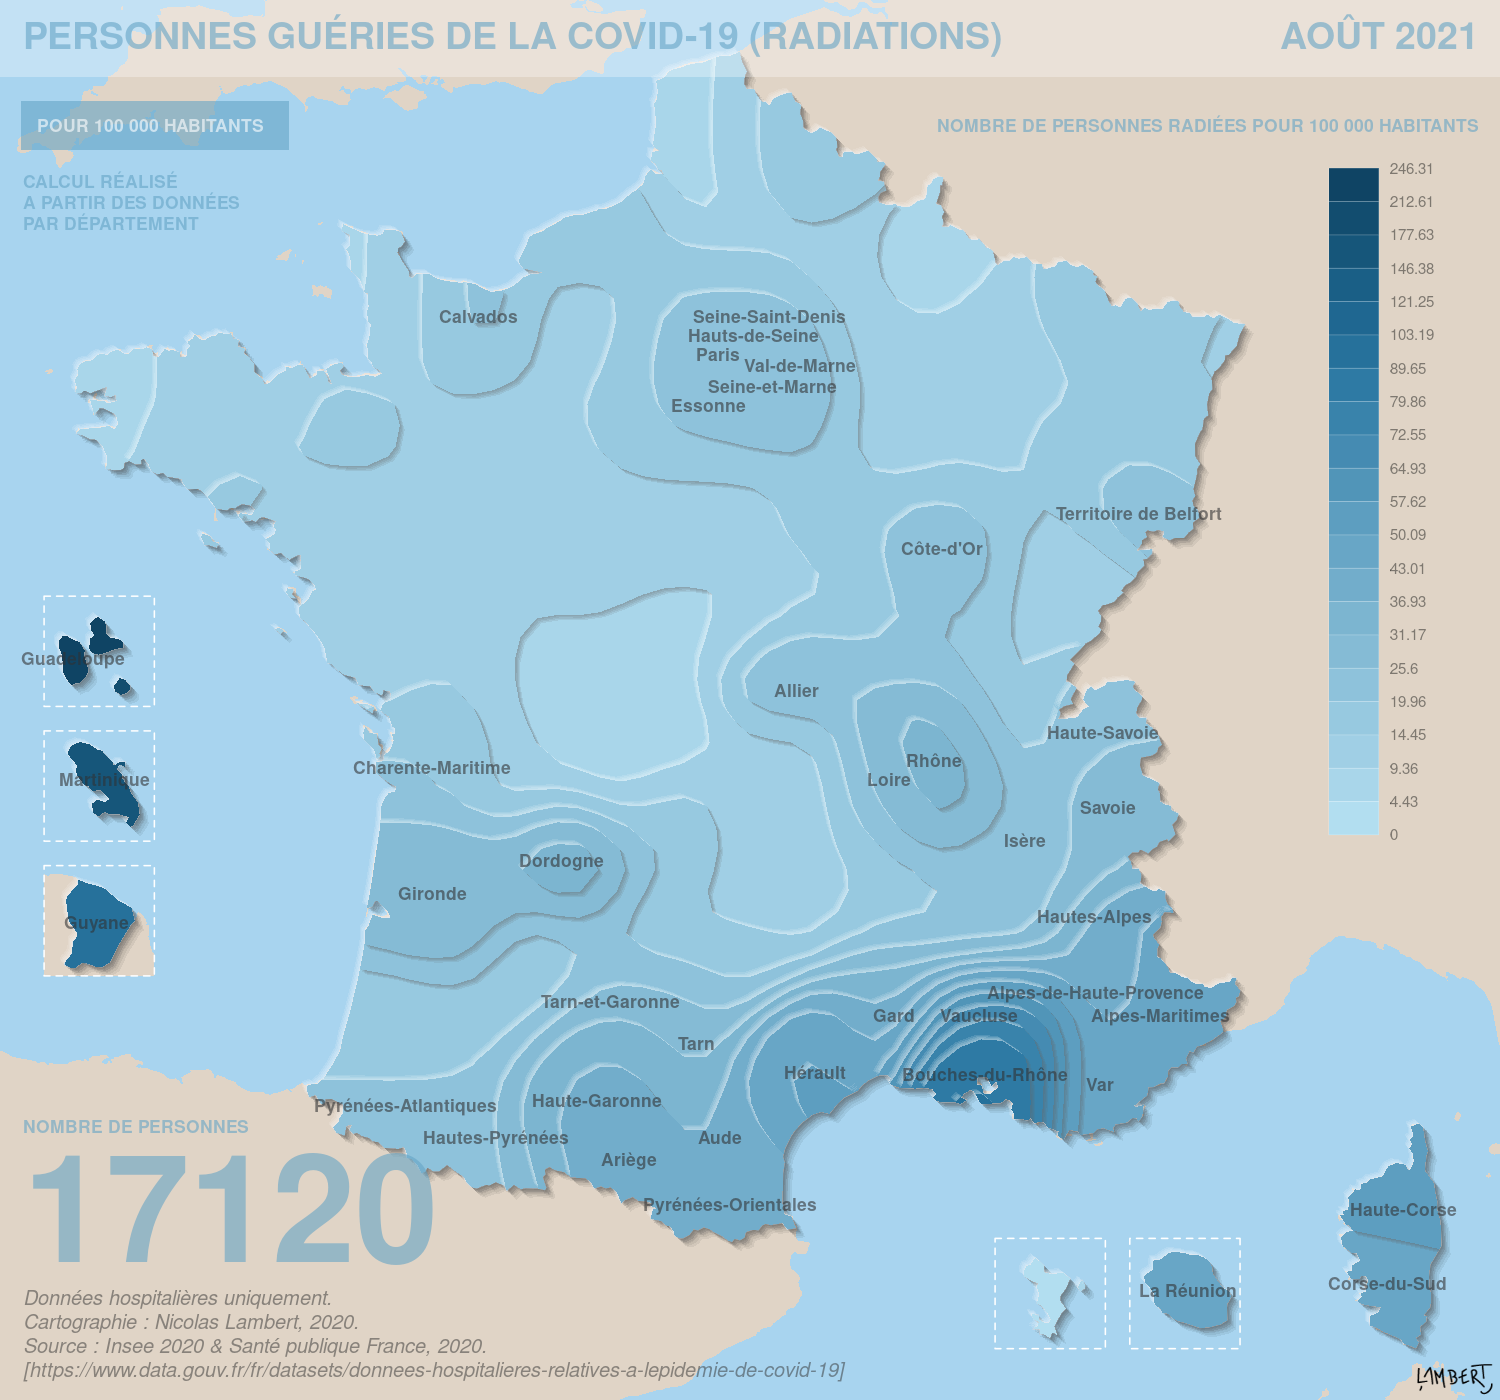 PERSONNES GUÉRIES DE LA COVID-19 (RADIATIONS)
AOÛT 2021
POUR 100 000 HABITANTS
CALCUL RÉALISÉ
A PARTIR DES DONNÉES
PAR DÉPARTEMENT
NOMBRE DE PERSONNES RADIÉES POUR 100 000 HABITANTS
246.31
212.61
177.63
146.38
121.25
103.19
89.65
79.86
72.55
64.93
57.62
50.09
43.01
36.93
31.17
25.6
19.96
14.45
9.36
4.43
0
Calvados
Seine-Saint-Denis
Hauts-de-Seine
Paris
Val-de-Marne
Seine-et-Marne
Essonne
Territoire de Belfort
Côte-d'Or
Guadeloupe
Allier
Haute-Savoie
Rhône
Charente-Maritime
Loire
Martinique
Savoie
Isère
Dordogne
Gironde
Hautes-Alpes
Guyane
Alpes-de-Haute-Provence
Tarn-et-Garonne
Gard
Vaucluse
Alpes-Maritimes
Tarn
Hérault
Bouches-du-Rhône
Var
Haute-Garonne
Pyrénées-Atlantiques
Hautes-Pyrénées
Aude
Ariège
Pyrénées-Orientales
Haute-Corse
Corse-du-Sud
La Réunion
NOMBRE DE PERSONNES
17120
Données hospitalières uniquement.
Cartographie : Nicolas Lambert, 2020.
Source : Insee 2020 & Santé publique France, 2020.
[https://www.data.gouv.fr/fr/datasets/donnees-hospitalieres-relatives-a-lepidemie-de-covid-19]
LAMBERT